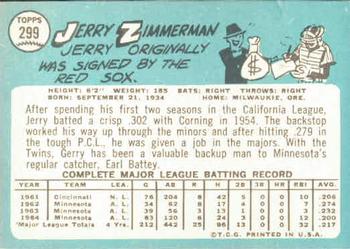 TOPPS
299
JERRY ZIMMERMAN
JERRY ORIGINALLY
WAS SIGNED BY THE
RED SOX.
$
HEIGHT: 6'2" WEIGHT: 185 BATS: RIGHT THROWS: RIGHT
BORN: SEPTEMBER 21, 1934 HOME: MILWAUKIE, ORE.
After spending his first two seasons in the California League,
Jerry batted a crisp .302 with Corning in 1954. The backstop
worked his way up through the minors and after hitting .279 in
the tough P.C.L., he was given a job in the majors. With the
Twins, Gerry has been a valuable backup man to Minnesota's
regular catcher, Earl Battey.
COMPLETE MAJOR LEAGUE BATTING RECORD
YEAR TEAM LEA. G AB R H 2B 3B HR RBI AVG.
1961 Cincinnati N.L. 76 204 8 42 5 0 0 10 .206
1962 Minnesota A.L. 34 62 8 17 4 0 0 7 .274
1963 Minnesota A.L. 39 56 3 13 1 0 0 3 .232
1964 Minnesota A.L. 63 120 6 24 3 0 0 12 .200
*Major League Totals 4 Yrs. 212 442 25 96 13 0 0 32 .217
©T.C.G. PRINTED IN U.S.A.